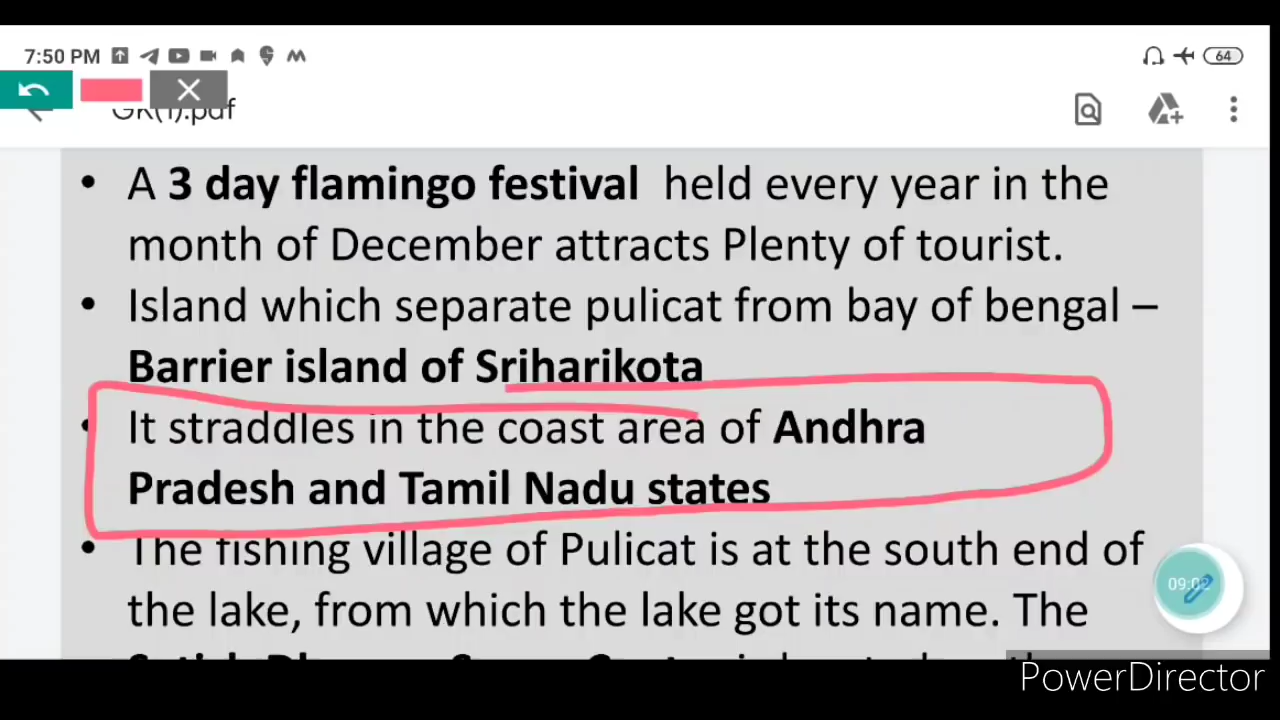 7:50 PM
64
GK(1).pdf
• A 3 day flamingo festival held every year in the
month of December attracts Plenty of tourist.
• Island which separate pulicat from bay of bengal –
Barrier island of Sriharikota
• It straddles in the coast area of Andhra
Pradesh and Tamil Nadu states
• The fishing village of Pulicat is at the south end of
09:02
the lake, from which the lake got its name. The
PowerDirector